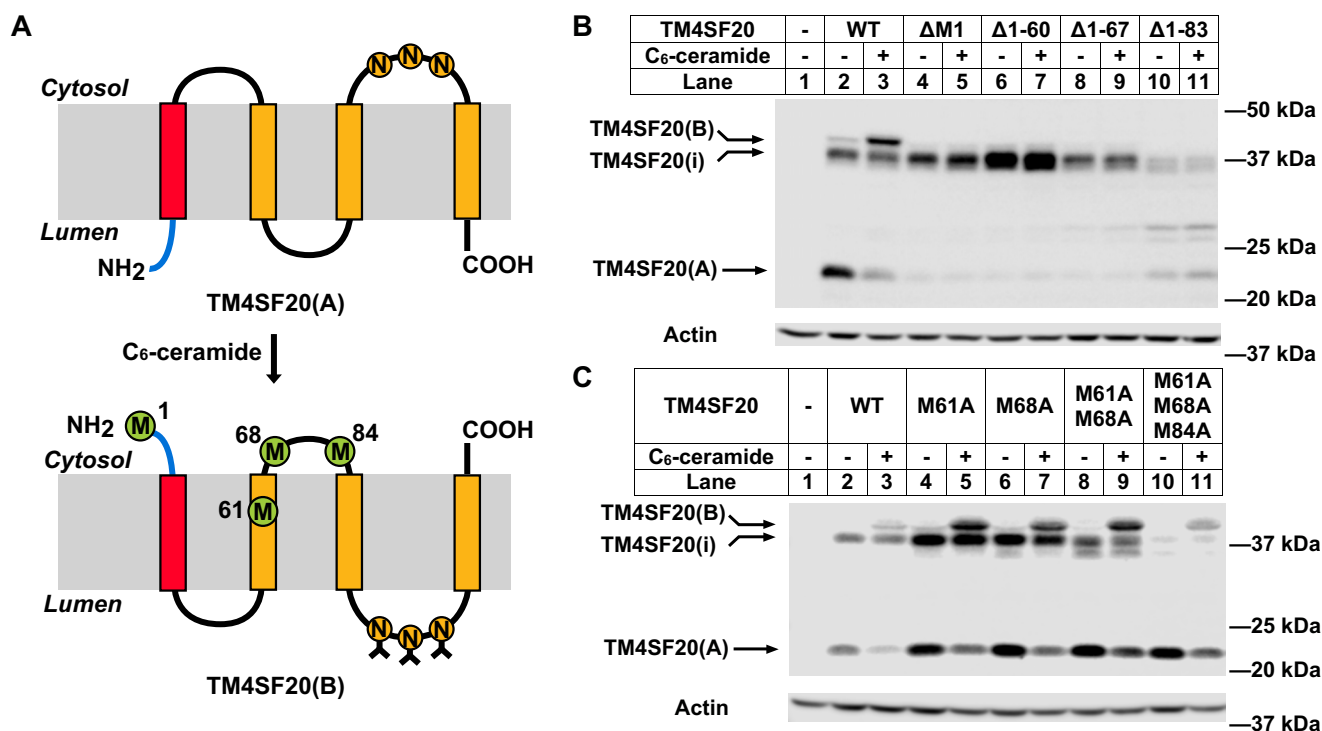 A
N N N
Cytosol
Lumen
NH2
COOH
TM4SF20(A)
C6-ceramide
NH2 M 1
COOH
68 M M 84
Cytosol
61 M
Lumen
N N N
TM4SF20(B)
B
TM4SF20 - WT ΔM1 Δ1-60 Δ1-67 Δ1-83
C6-ceramide - - + - + - + - + - +
Lane 1 2 3 4 5 6 7 8 9 10 11
—50 kDa
TM4SF20(B)
TM4SF20(i)
—37 kDa
—25 kDa
TM4SF20(A)
—20 kDa
Actin
—37 kDa
C
TM4SF20 - WT M61A M68A M61A M68A M61A M68A M84A
C6-ceramide - - + - + - + - + - +
Lane 1 2 3 4 5 6 7 8 9 10 11
TM4SF20(B)
TM4SF20(i)
—37 kDa
—25 kDa
TM4SF20(A)
—20 kDa
Actin
—37 kDa